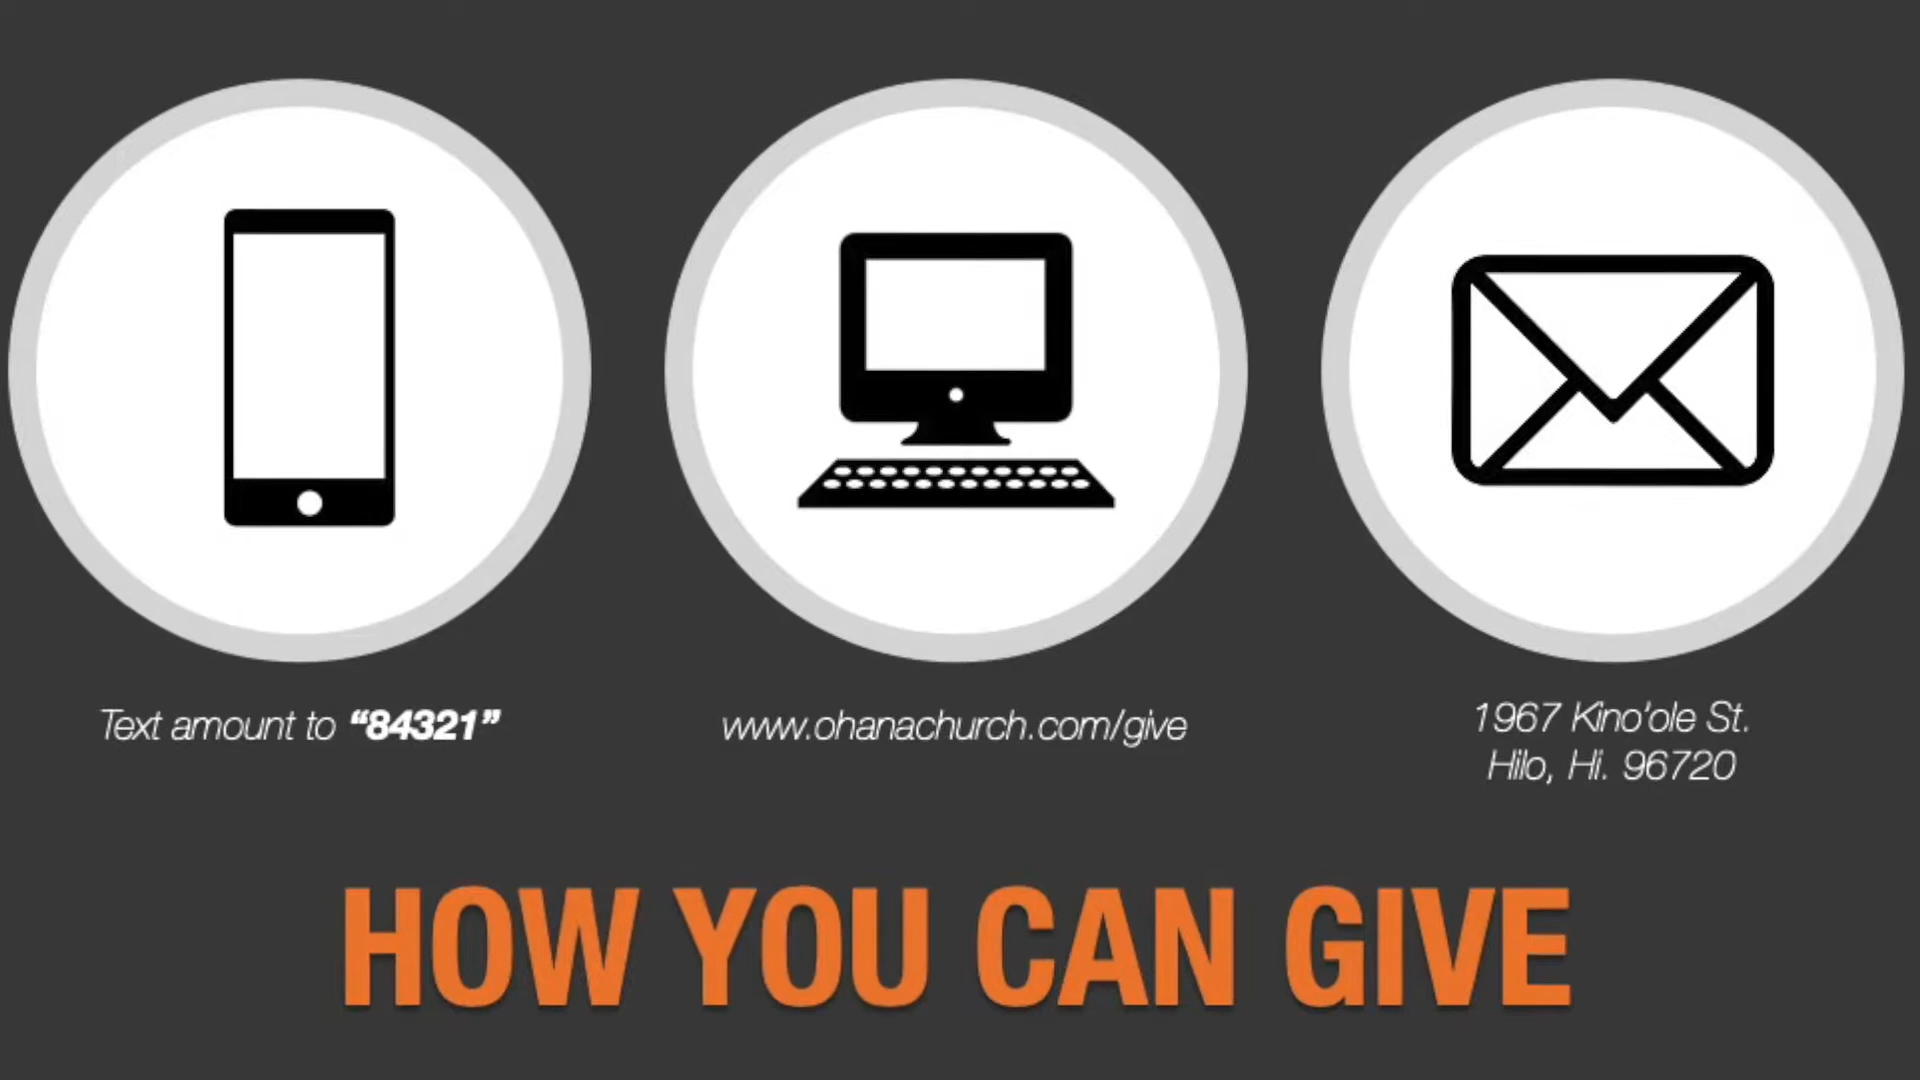 Text amount to “84321”
www.ohanachurch.com/give
1967 Kino'ole St.
Hilo, Hi. 96720
HOW YOU CAN GIVE